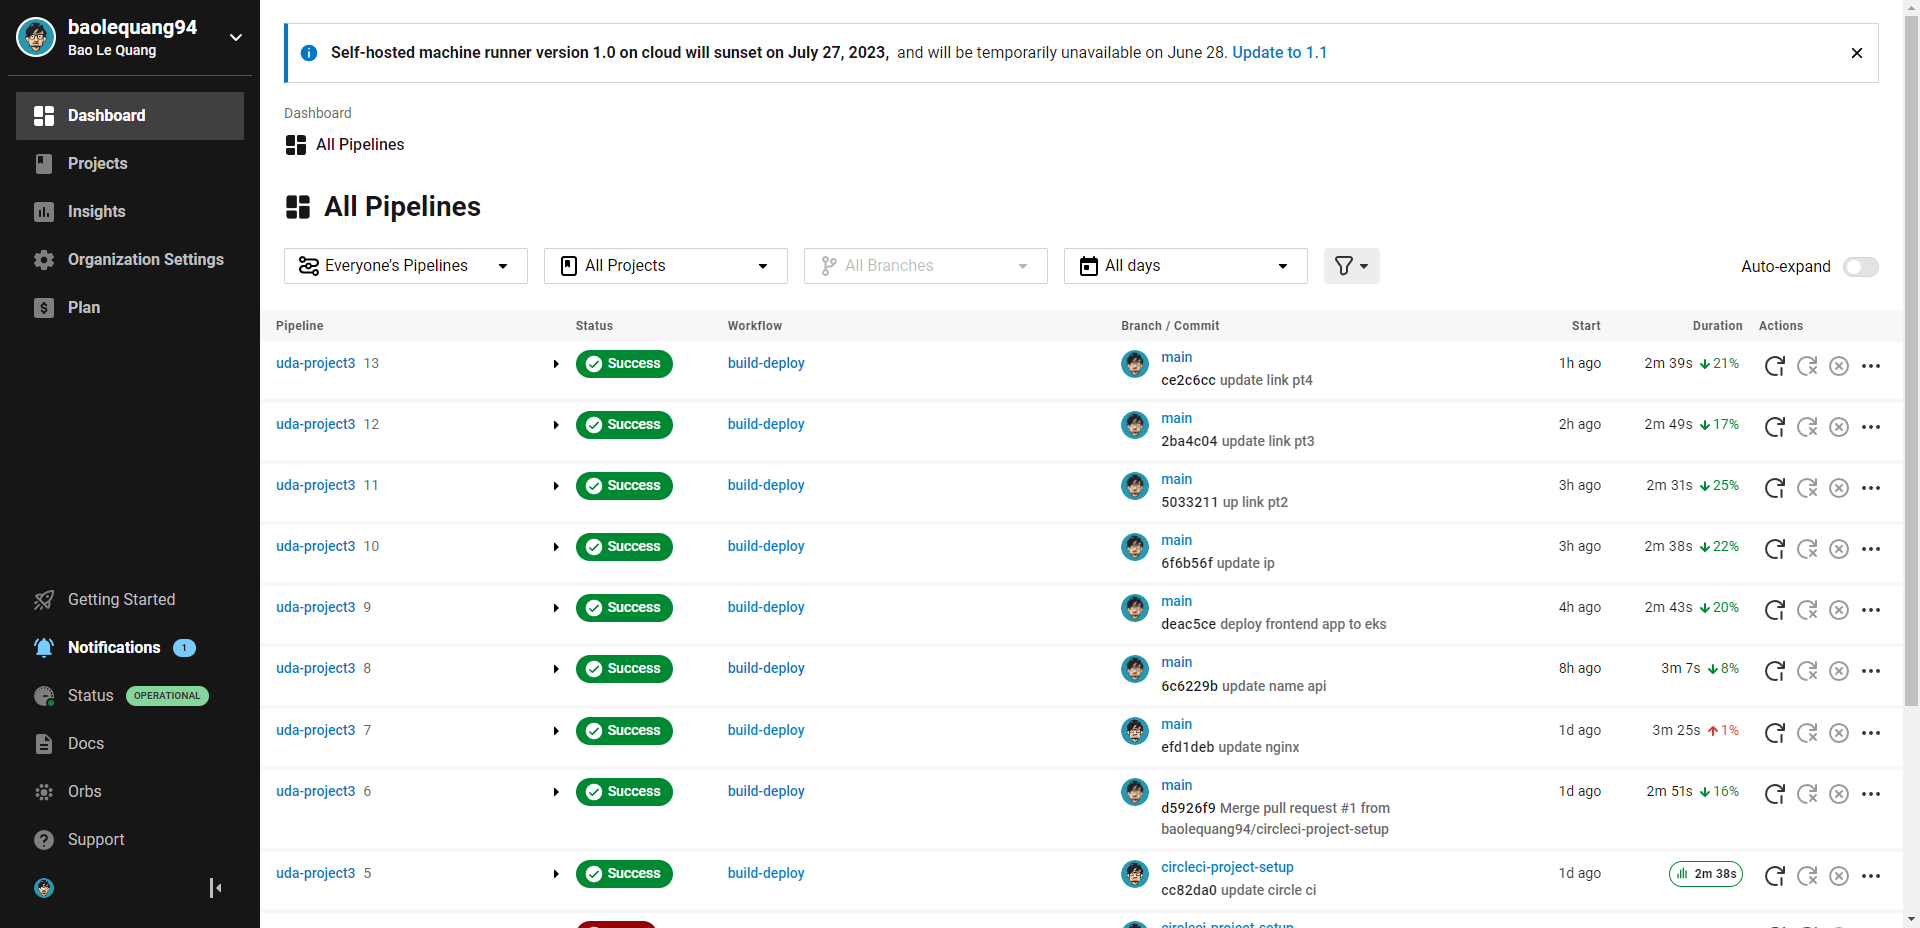 baolequang94
Bao Le Quang
Dashboard
Projects
Insights
Organization Settings
Plan
Getting Started
Notifications 1
Status OPERATIONAL
Docs
Orbs
Support
Self-hosted machine runner version 1.0 on cloud will sunset on July 27, 2023, and will be temporarily unavailable on June 28. Update to 1.1
Dashboard
All Pipelines
All Pipelines
Everyone's Pipelines All Projects All Branches All days Auto-expand
Pipeline Status Workflow Branch / Commit Start Duration Actions
uda-project3 13 Success build-deploy main 1h ago 2m 39s 21%
ce2c6cc update link pt4
uda-project3 12 Success build-deploy main 2h ago 2m 49s 17%
2ba4c04 update link pt3
uda-project3 11 Success build-deploy main 3h ago 2m 31s 25%
5033211 up link pt2
uda-project3 10 Success build-deploy main 3h ago 2m 38s 22%
6f6b56f update ip
uda-project3 9 Success build-deploy main 4h ago 2m 43s 20%
deac5ce deploy frontend app to eks
uda-project3 8 Success build-deploy main 8h ago 3m 7s 8%
6c6229b update name api
uda-project3 7 Success build-deploy main 1d ago 3m 25s 1%
efd1deb update nginx
uda-project3 6 Success build-deploy main 1d ago 2m 51s 16%
d5926f9 Merge pull request #1 from
baolequang94/circleci-project-setup
uda-project3 5 Success build-deploy circleci-project-setup 1d ago 2m 38s
cc82da0 update circle ci
circleci-project-setup